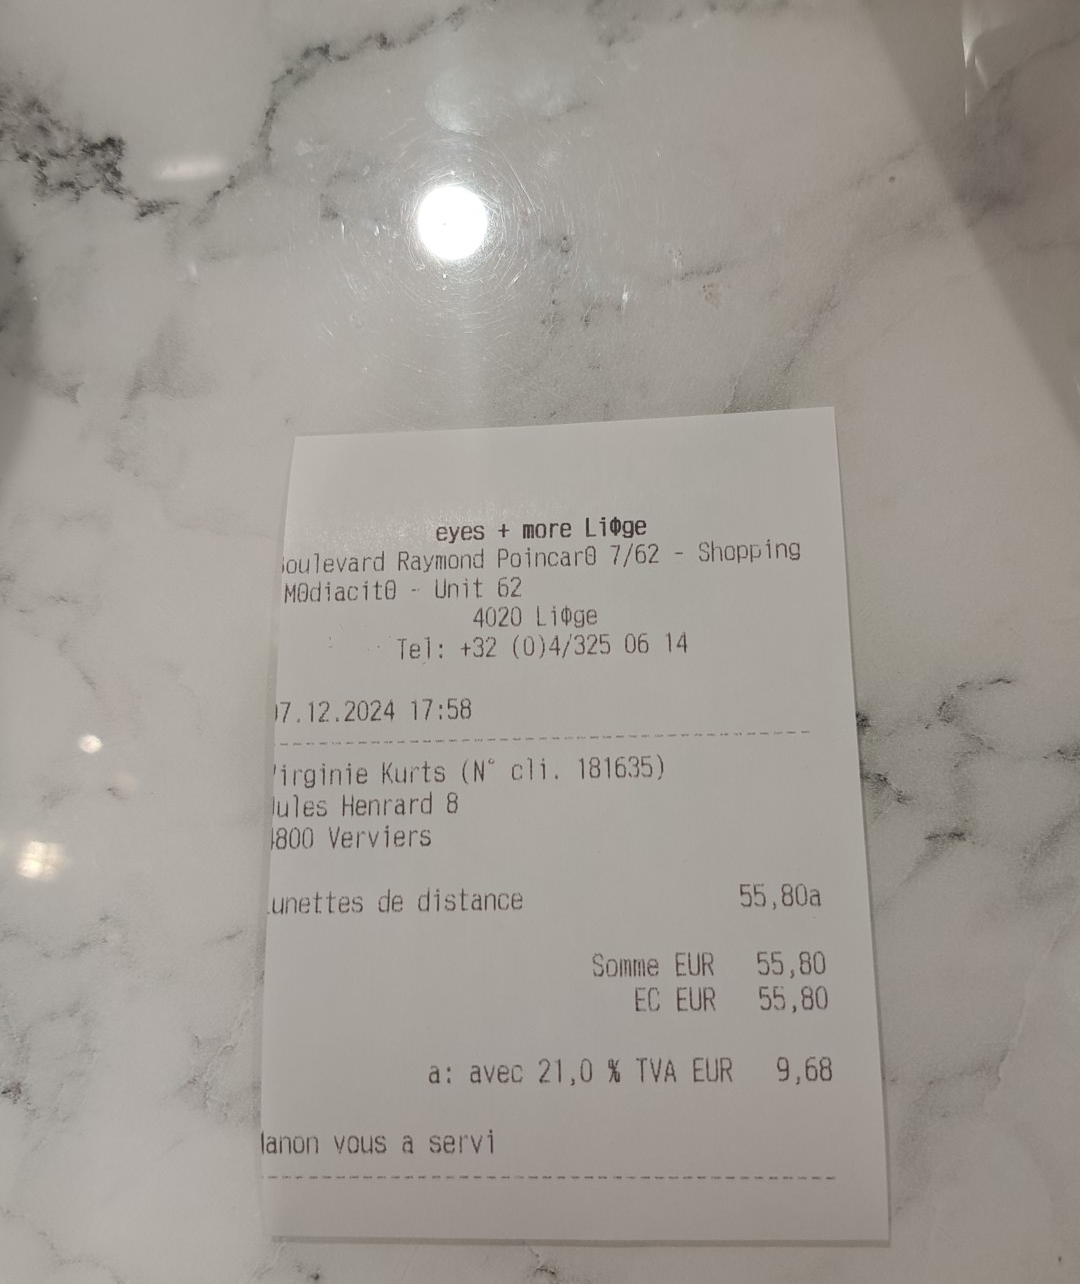 eyes + more LiΦge
oulevard Raymond Poincar0 7/62 - Shopping
M0diacit0 - Unit 62
4020 LiΦge
Tel: +32 (0)4/325 06 14
7.12.2024 17:58
irginie Kurts (N° cli. 181635)
ules Henrard 8
800 Verviers
unettes de distance 55,80a
Somme EUR 55,80
EC EUR 55,80
a: avec 21,0 % TVA EUR 9,68
anon vous a servi